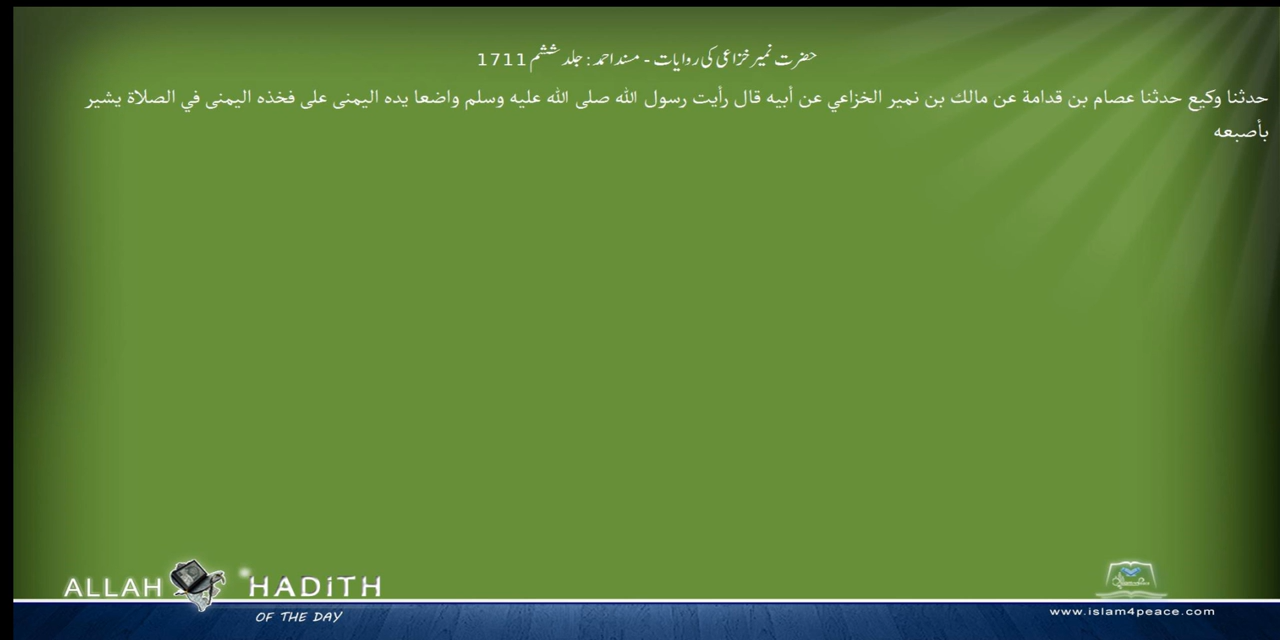 حضرت نمیر خزاعی کی روایات - مسند احمد : جلد ششم 1711
حدثنا وكيع حدثنا عصام بن قدامة عن مالك بن نمير الخزاعي عن أبيه قال رأيت رسول الله صلى الله عليه وسلم واضعا يده اليمنى على فخذه اليمنى في الصلاة يشير
بأصبعه
ALLAH HADITH
OF THE DAY
www.islam4peace.com